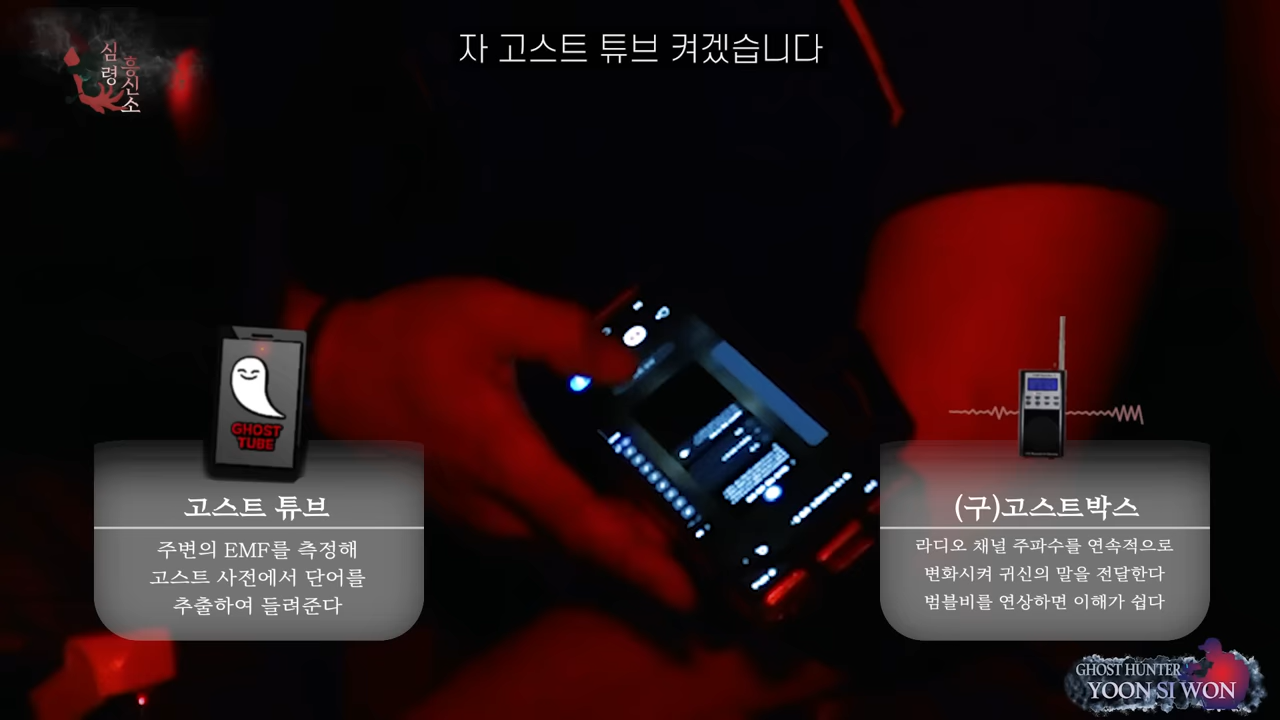 자 고스트 튜브 켜겠습니다
심령
흥신소
GHOST
TUBE
고스트 튜브
주변의 EMF를 측정해
고스트 사전에서 단어를
추출하여 들려준다
(구)고스트박스
라디오 채널 주파수를 연속적으로
변화시켜 귀신의 말을 전달한다
범블비를 연상하면 이해가 쉽다
GHOST HUNTER
YOON SI WON